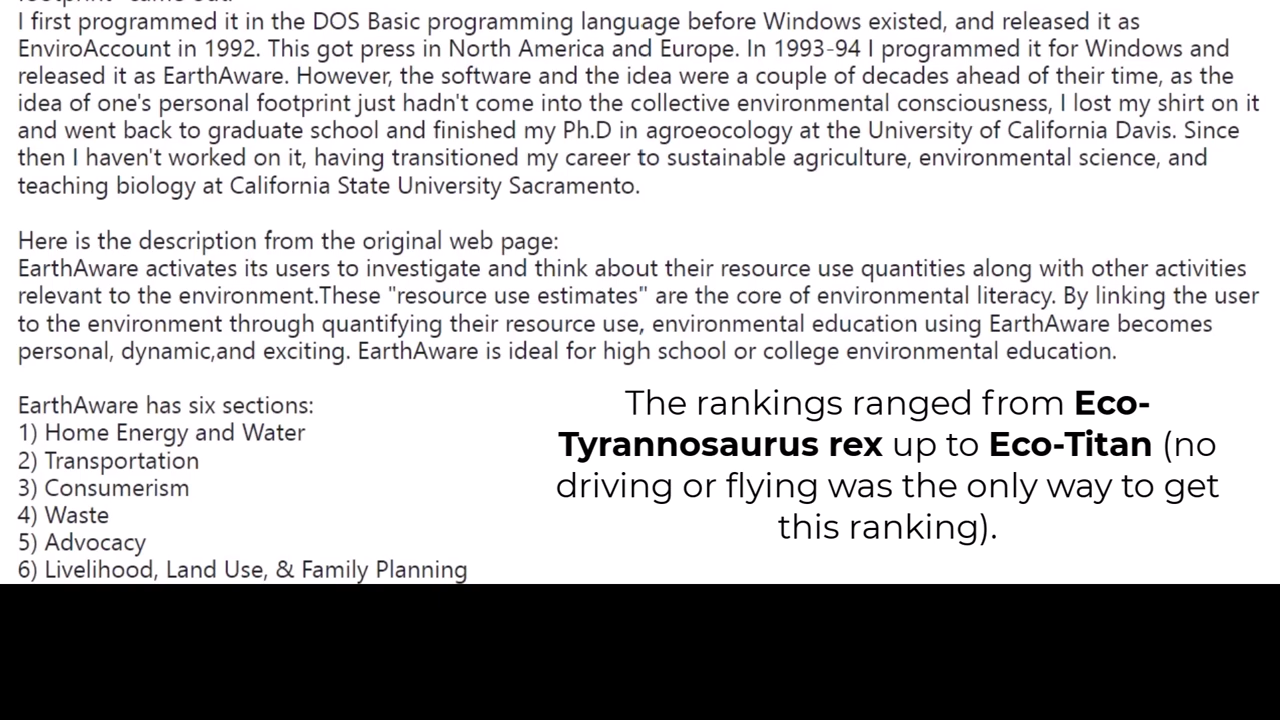 I first programmed it in the DOS Basic programming language before Windows existed, and released it as
EnviroAccount in 1992. This got press in North America and Europe. In 1993-94 I programmed it for Windows and
released it as EarthAware. However, the software and the idea were a couple of decades ahead of their time, as the
idea of one's personal footprint just hadn't come into the collective environmental consciousness, I lost my shirt on it
and went back to graduate school and finished my Ph.D in agroeocology at the University of California Davis. Since
then I haven't worked on it, having transitioned my career to sustainable agriculture, environmental science, and
teaching biology at California State University Sacramento.
Here is the description from the original web page:
EarthAware activates its users to investigate and think about their resource use quantities along with other activities
relevant to the environment.These "resource use estimates" are the core of environmental literacy. By linking the user
to the environment through quantifying their resource use, environmental education using EarthAware becomes
personal, dynamic,and exciting. EarthAware is ideal for high school or college environmental education.
EarthAware has six sections:
1) Home Energy and Water
2) Transportation
3) Consumerism
4) Waste
5) Advocacy
6) Livelihood, Land Use, & Family Planning
The rankings ranged from Eco-
Tyrannosaurus rex up to Eco-Titan (no
driving or flying was the only way to get
this ranking).